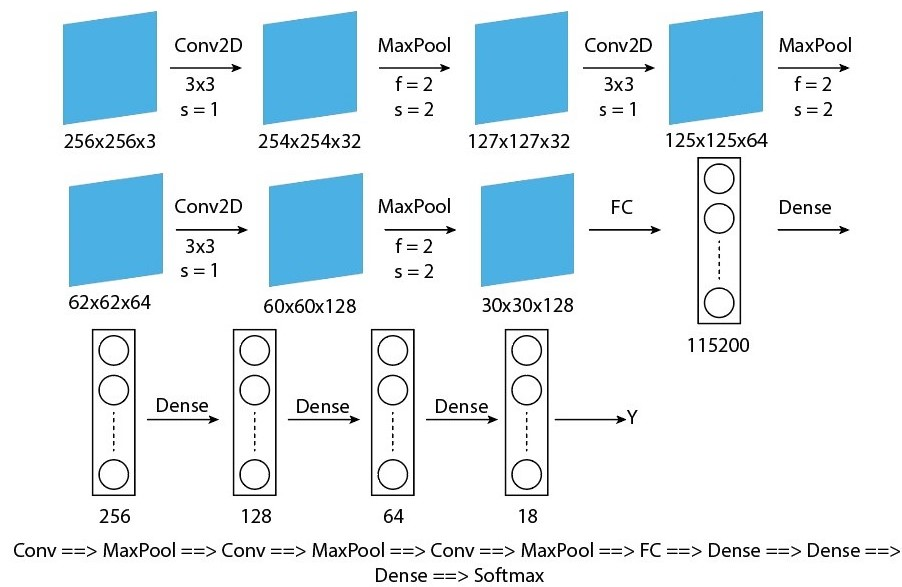 Conv2D MaxPool Conv2D MaxPool
3x3 f = 2 3x3 f = 2
s = 1 s = 2 s = 1 s = 2
256x256x3 254x254x32 127x127x32 125x125x64
Conv2D MaxPool FC Dense
3x3 f = 2
s = 1 s = 2
62x62x64 60x60x128 30x30x128
115200
Dense Dense Dense Y
256 128 64 18
Conv ==> MaxPool ==> Conv ==> MaxPool ==> Conv ==> MaxPool ==> FC ==> Dense ==> Dense ==>
Dense ==> Softmax